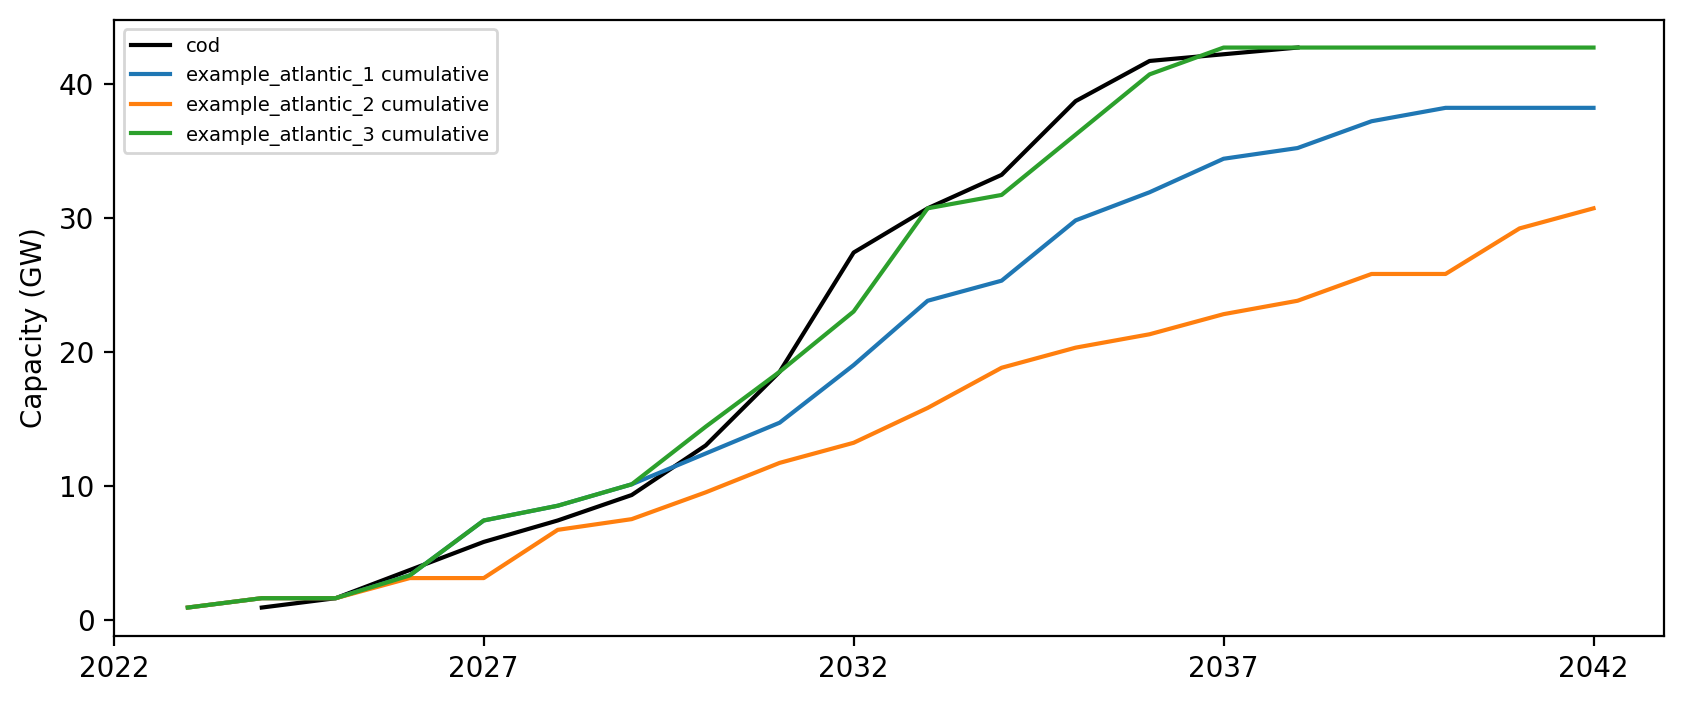 cod
example_atlantic_1 cumulative
example_atlantic_2 cumulative
example_atlantic_3 cumulative
Capacity (GW)
40
30
20
10
0
2022 2027 2032 2037 2042